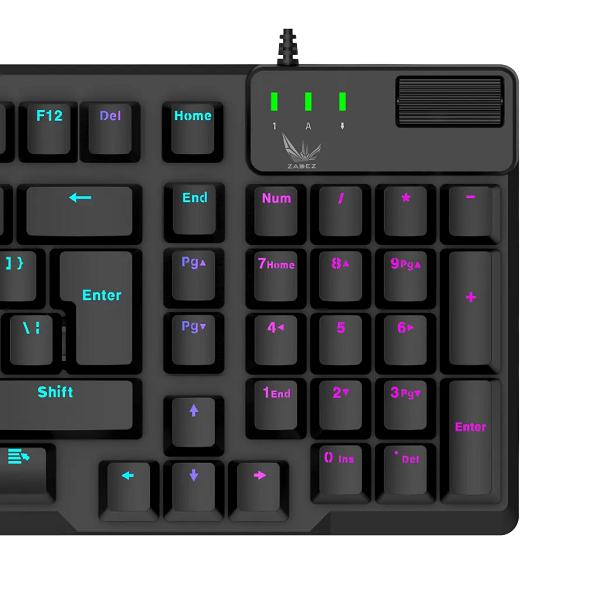 F12 Del Home
1 A
ZABEZ
← End Num / * -
] } Enter Pg▲ 7Home 8▲ 9Pg▲ +
\ ¦ Pg▼ 4◄ 5 6►
Shift ↑ 1End 2▼ 3Pg▼ Enter
← ↓ → 0 Ins . Del